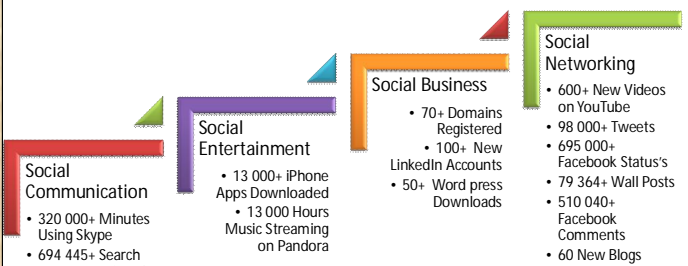 Social
Communication
• 320 000+ Minutes
Using Skype
• 694 445+ Search
Social
Entertainment
• 13 000+ iPhone
Apps Downloaded
• 13 000 Hours
Music Streaming
on Pandora
Social Business
• 70+ Domains
Registered
• 100+ New
LinkedIn Accounts
• 50+ Word press
Downloads
Social
Networking
• 600+ New Videos
on YouTube
• 98 000+ Tweets
• 695 000+
Facebook Status's
• 79 364+ Wall Posts
• 510 040+
Facebook
Comments
• 60 New Blogs